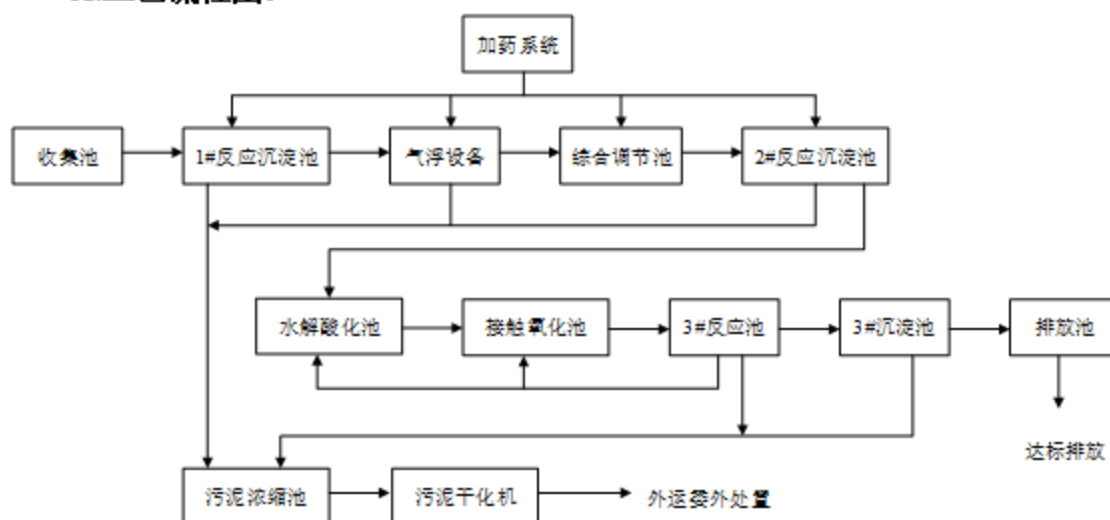 加药系统
收集池
1#反应沉淀池
气浮设备
综合调节池
2#反应沉淀池
水解酸化池
接触氧化池
3#反应池
3#沉淀池
排放池
达标排放
污泥浓缩池
污泥干化机
外运委外处置